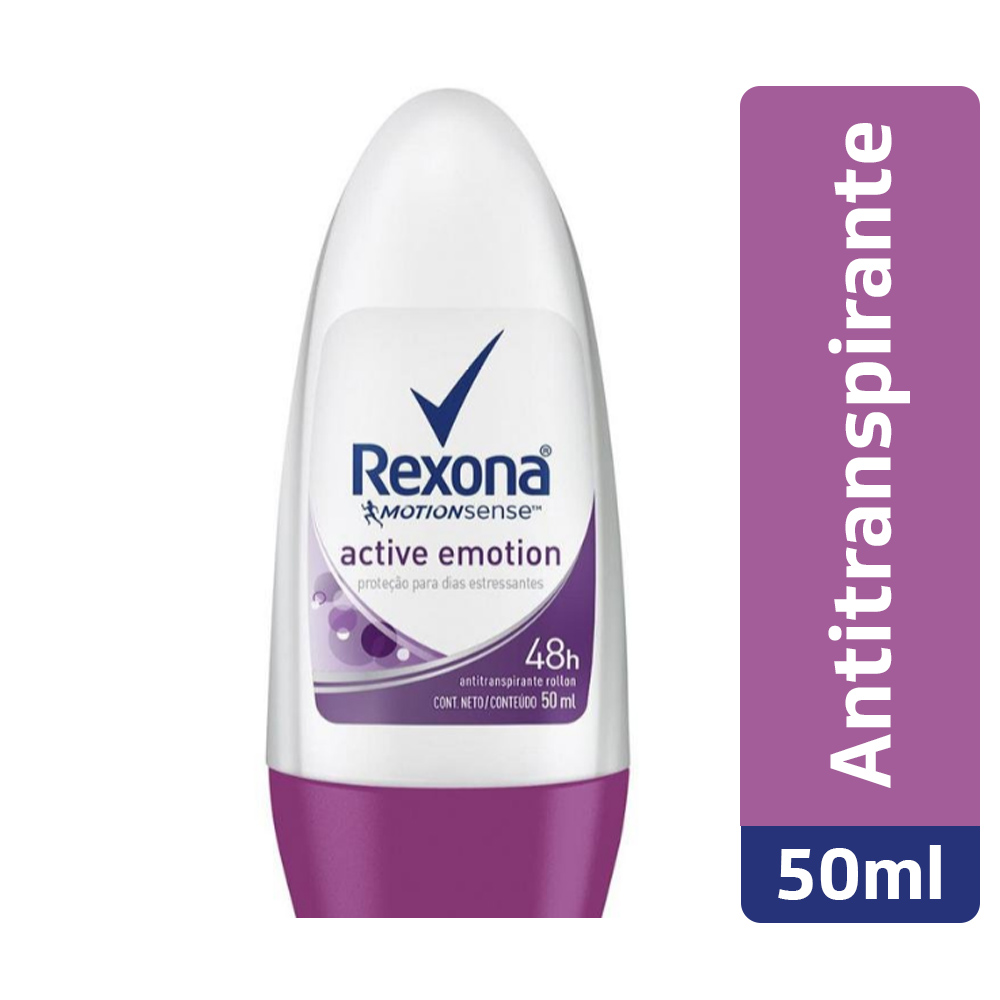 Rexona®
MOTIONsense™
active emotion
proteção para dias estressantes
48h
antitranspirante rollon
CONT. NETO/CONTEÚDO 50 ml
Antitranspirante
50ml